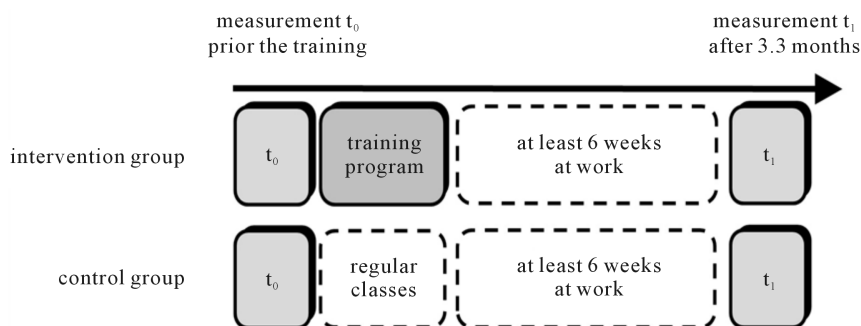 measurement t₀
prior the training
measurement t₁
after 3.3 months
intervention group
t₀
training
program
at least 6 weeks
at work
t₁
control group
t₀
regular
classes
at least 6 weeks
at work
t₁